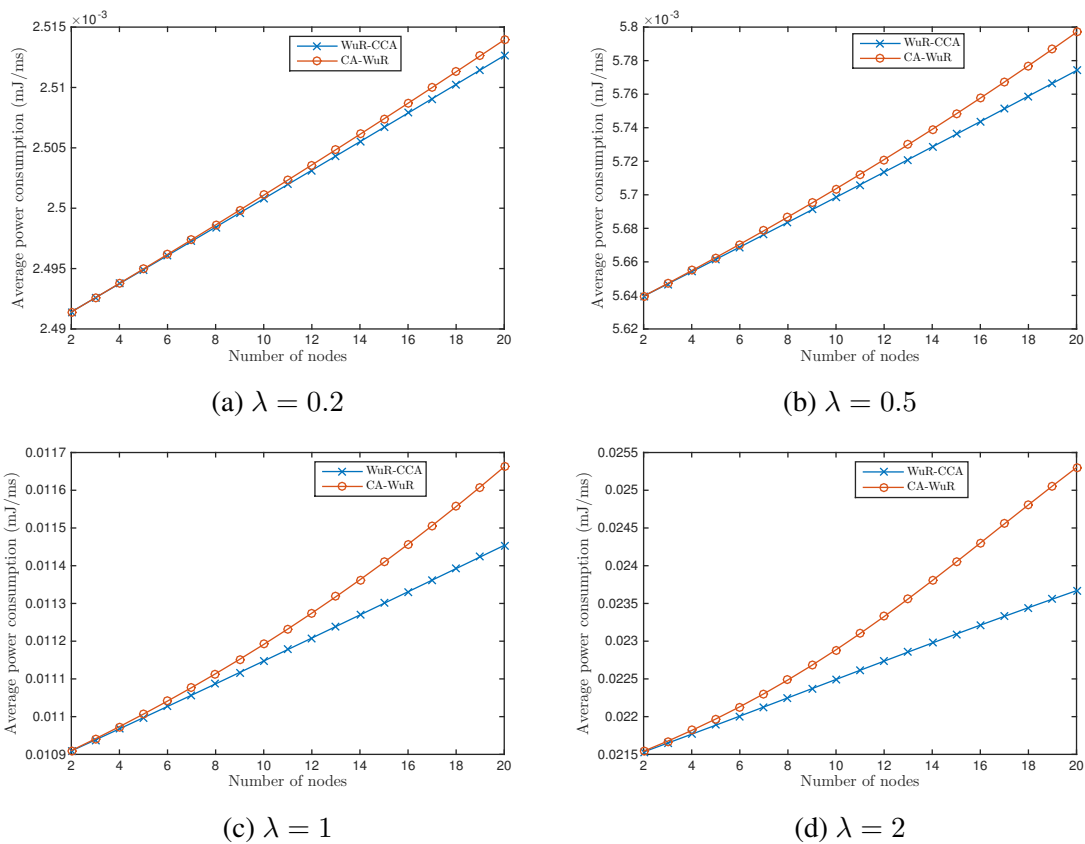 ×10⁻³
2.515
2.51
2.505
2.5
2.495
2.49
Average power consumption (mJ/ms)
WuR-CCA
CA-WuR
2 4 6 8 10 12 14 16 18 20
Number of nodes
(a) λ = 0.2
×10⁻³
5.8
5.78
5.76
5.74
5.72
5.7
5.68
5.66
5.64
5.62
Average power consumption (mJ/ms)
WuR-CCA
CA-WuR
2 4 6 8 10 12 14 16 18 20
Number of nodes
(b) λ = 0.5
0.0117
0.0116
0.0115
0.0114
0.0113
0.0112
0.0111
0.011
0.0109
Average power consumption (mJ/ms)
WuR-CCA
CA-WuR
2 4 6 8 10 12 14 16 18 20
Number of nodes
(c) λ = 1
0.0255
0.025
0.0245
0.024
0.0235
0.023
0.0225
0.022
0.0215
Average power consumption (mJ/ms)
WuR-CCA
CA-WuR
2 4 6 8 10 12 14 16 18 20
Number of nodes
(d) λ = 2